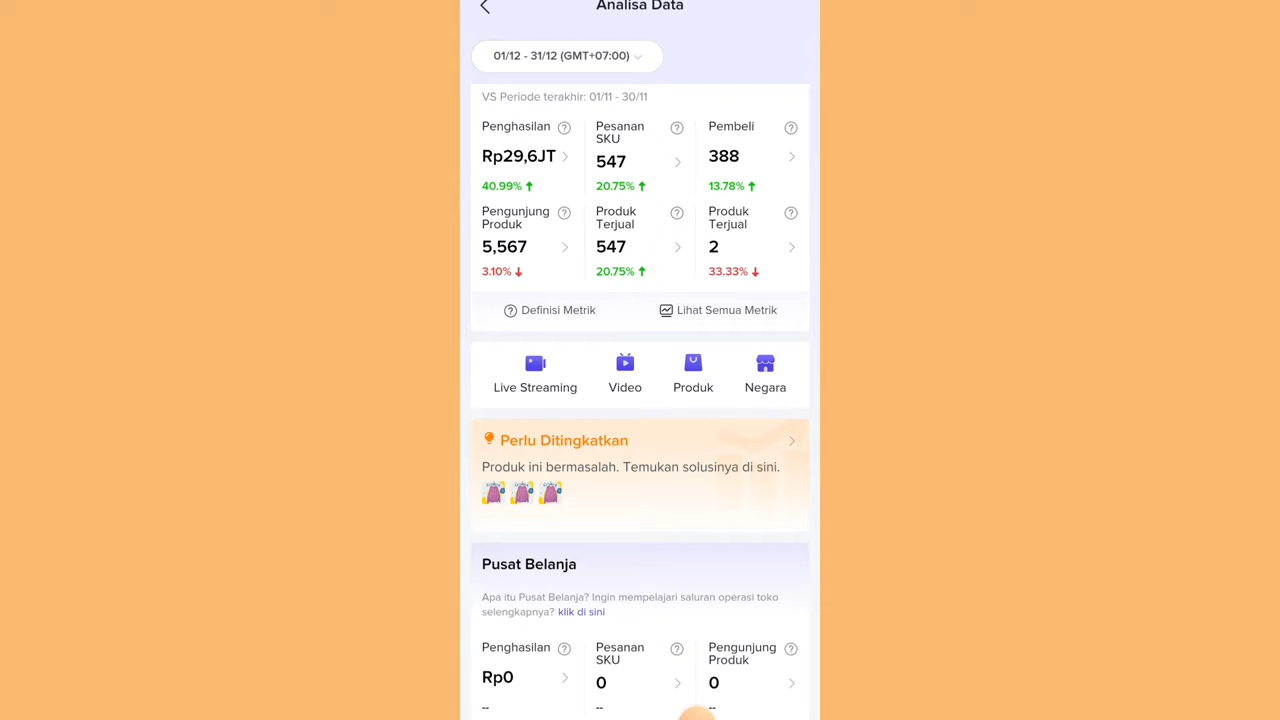 Analisa Data
01/12 - 31/12 (GMT+07:00)
VS Periode terakhir: 01/11 - 30/11
Penghasilan
Rp29,6JT
40.99%
Pesanan
SKU
547
20.75%
Pembeli
388
13.78%
Pengunjung
Produk
5,567
3.10%
Produk
Terjual
547
20.75%
Produk
Terjual
2
33.33%
Definisi Metrik
Lihat Semua Metrik
Live Streaming
Video
Produk
Negara
Perlu Ditingkatkan
Produk ini bermasalah. Temukan solusinya di sini.
Pusat Belanja
Apa itu Pusat Belanja? Ingin mempelajari saluran operasi toko
selengkapnya? klik di sini
Penghasilan
Rp0
--
Pesanan
SKU
0
--
Pengunjung
Produk
0
--